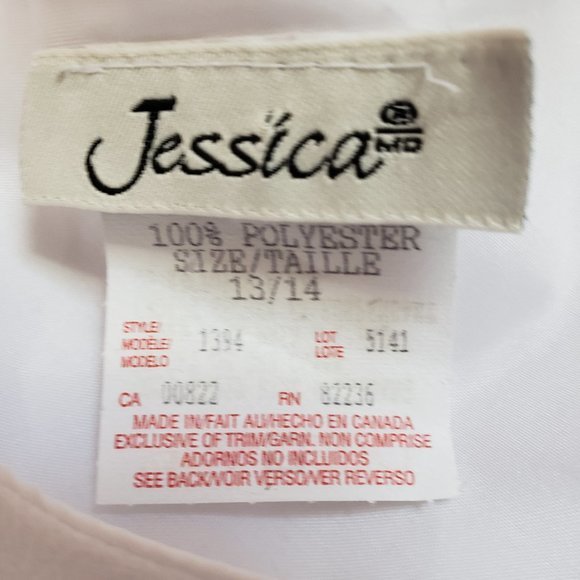 Jessica ® MD
100% POLYESTER
SIZE/TAILLE
13/14
STYLE/
MODÈLE/ 1394 LOT 5141
MODELO LOTE
CA 00822 RN 82236
MADE IN/FAIT AU/HECHO EN CANADA
EXCLUSIVE OF TRIM/GARN. NON COMPRISE
ADORNOS NO INCLUIDOS
SEE BACK/VOIR VERSO/VER REVERSO